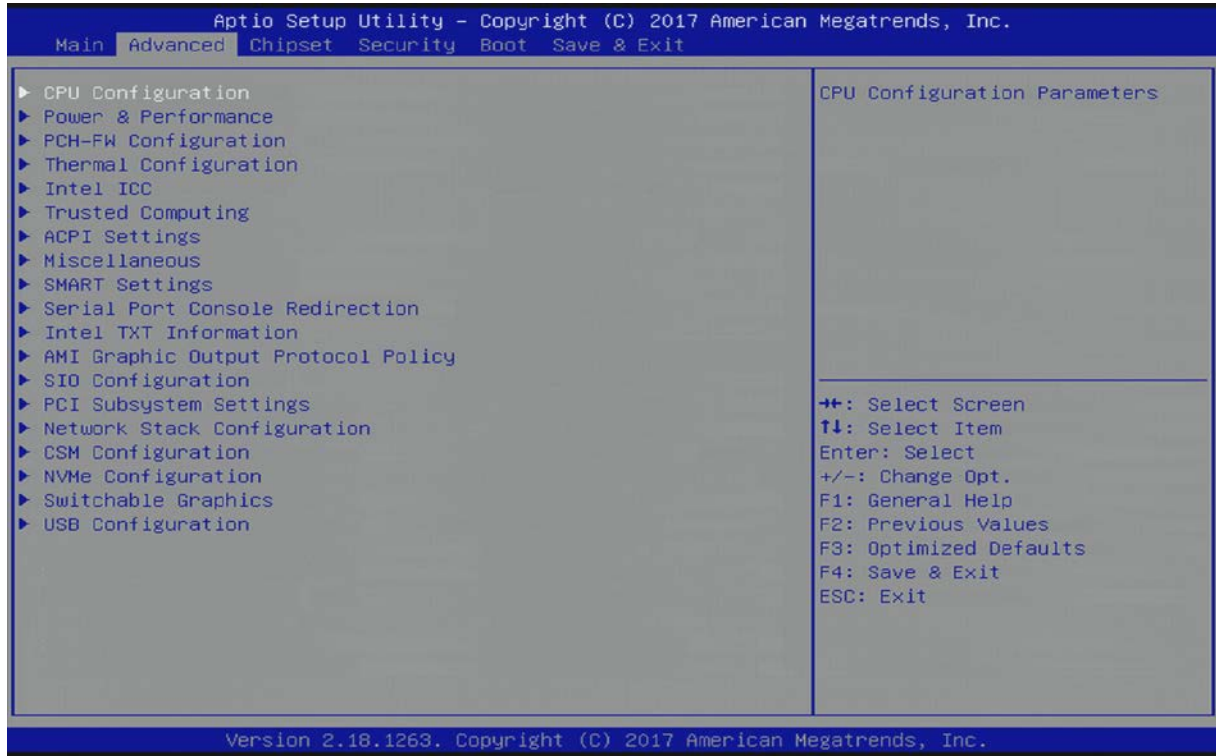 Aptio Setup Utility – Copyright (C) 2017 American Megatrends, Inc.
Main Advanced Chipset Security Boot Save & Exit
► CPU Configuration
► Power & Performance
► PCH-FW Configuration
► Thermal Configuration
► Intel ICC
► Trusted Computing
► ACPI Settings
► Miscellaneous
► SMART Settings
► Serial Port Console Redirection
► Intel TXT Information
► AMI Graphic Output Protocol Policy
► SIO Configuration
► PCI Subsystem Settings
► Network Stack Configuration
► CSM Configuration
► NVMe Configuration
► Switchable Graphics
► USB Configuration
CPU Configuration Parameters
→←: Select Screen
↑↓: Select Item
Enter: Select
+/-: Change Opt.
F1: General Help
F2: Previous Values
F3: Optimized Defaults
F4: Save & Exit
ESC: Exit
Version 2.18.1263. Copyright (C) 2017 American Megatrends, Inc.